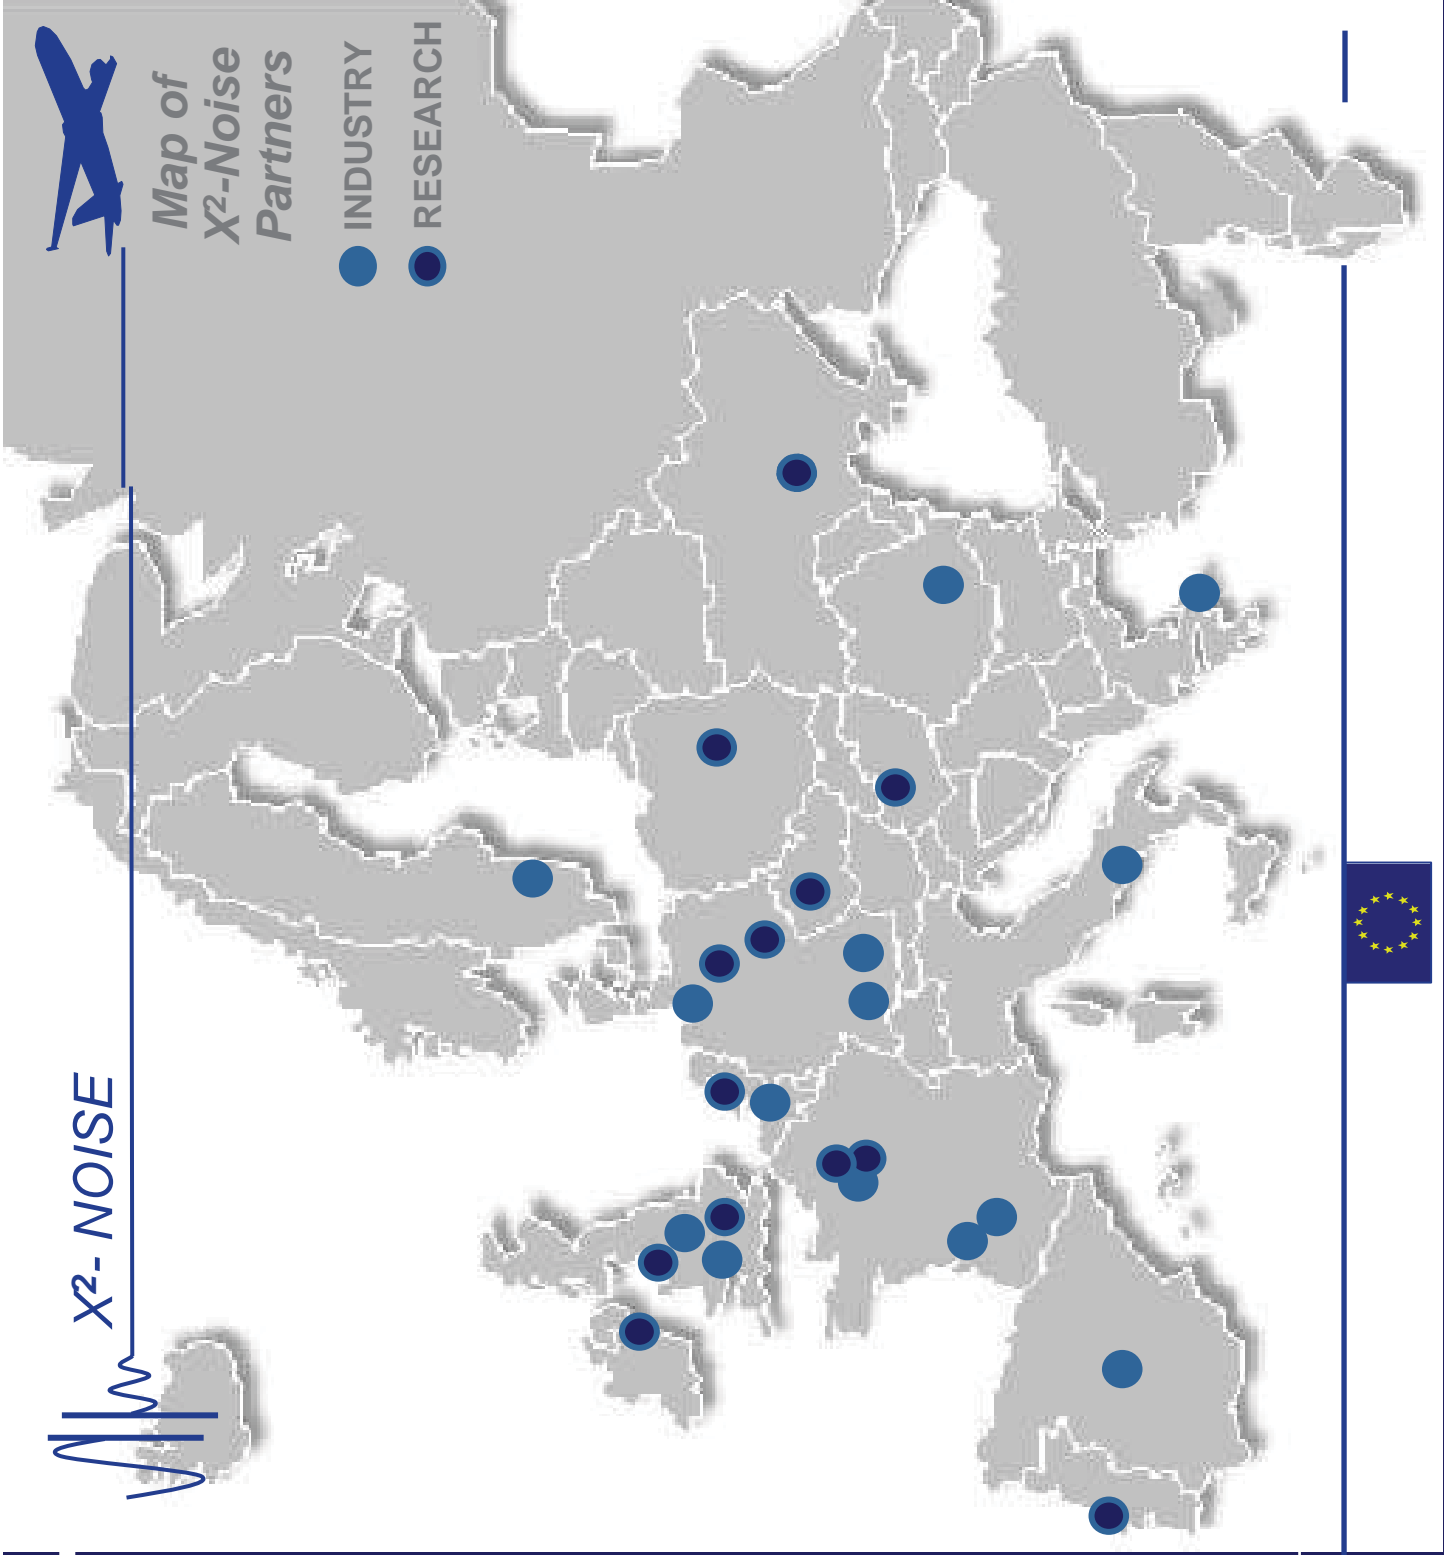 X²- NOISE
Map of
X²-Noise
Partners
INDUSTRY
RESEARCH